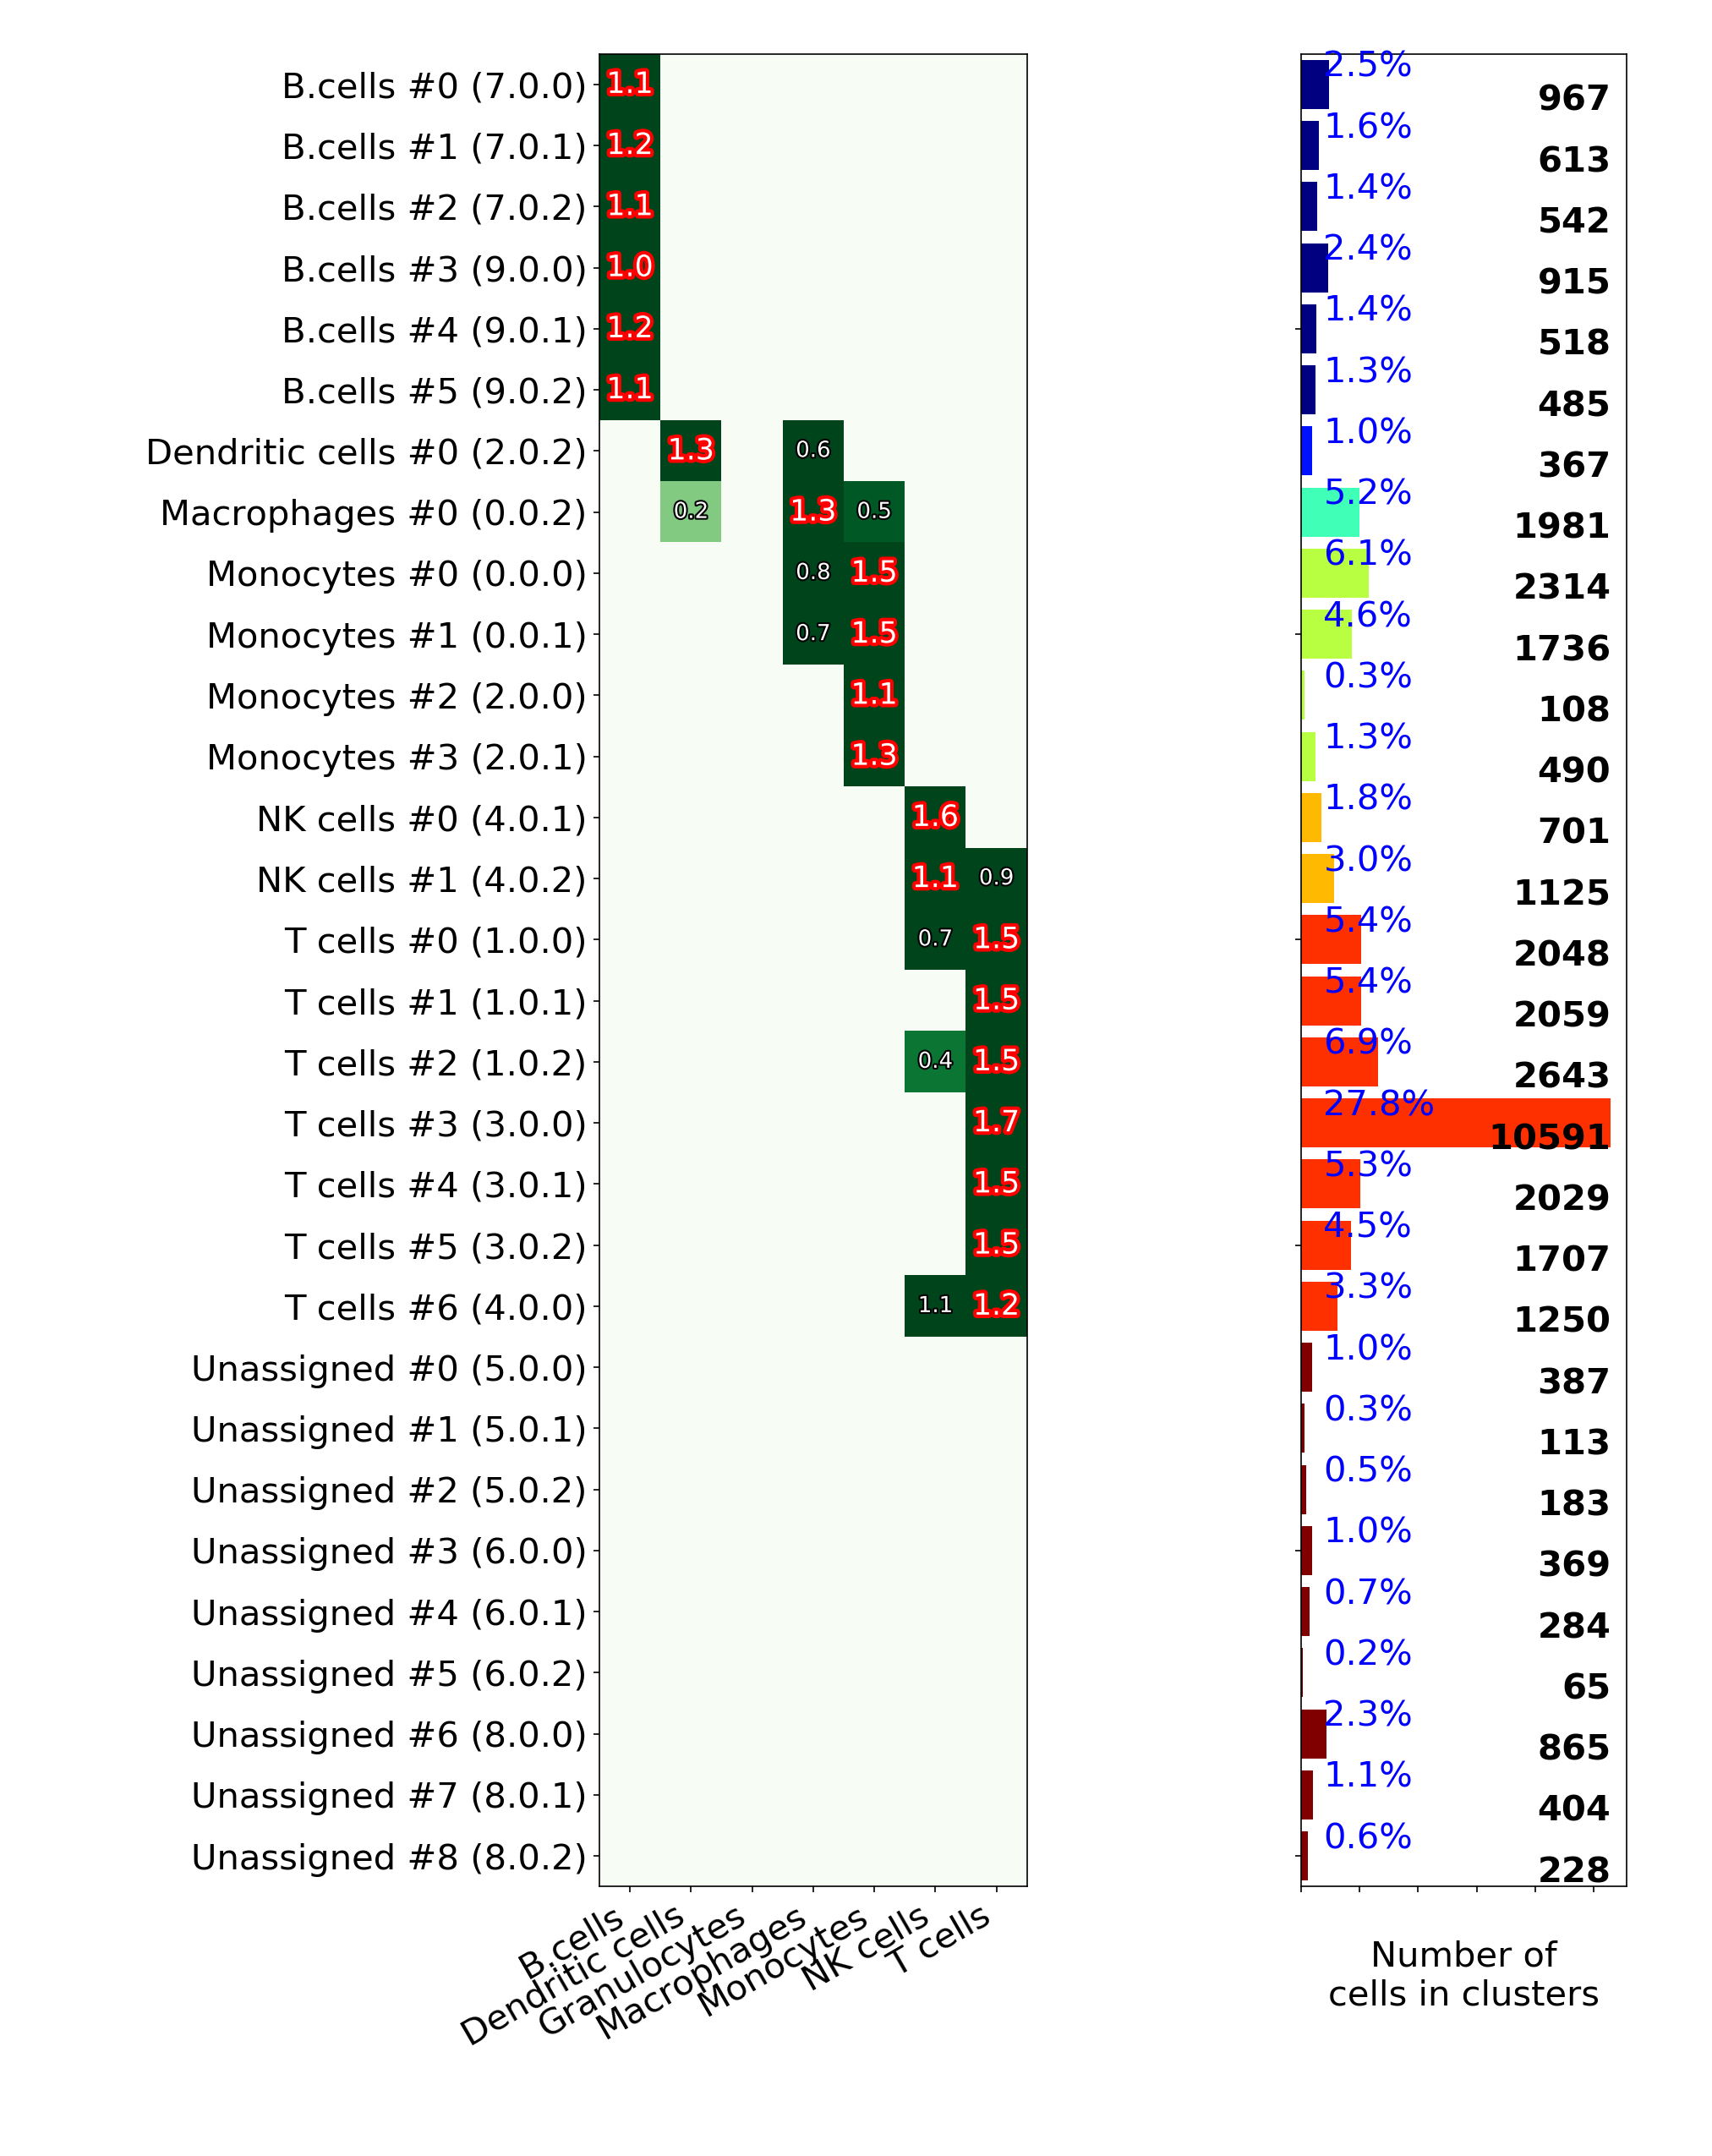 B.cells #0 (7.0.0) 1.1 2.5% 967
B.cells #1 (7.0.1) 1.2 1.6% 613
B.cells #2 (7.0.2) 1.1 1.4% 542
B.cells #3 (9.0.0) 1.0 2.4% 915
B.cells #4 (9.0.1) 1.2 1.4% 518
B.cells #5 (9.0.2) 1.1 1.3% 485
Dendritic cells #0 (2.0.2) 1.3 0.6 1.0% 367
Macrophages #0 (0.0.2) 0.2 1.3 0.5 5.2% 1981
Monocytes #0 (0.0.0) 0.8 1.5 6.1% 2314
Monocytes #1 (0.0.1) 0.7 1.5 4.6% 1736
Monocytes #2 (2.0.0) 1.1 0.3% 108
Monocytes #3 (2.0.1) 1.3 1.3% 490
NK cells #0 (4.0.1) 1.6 1.8% 701
NK cells #1 (4.0.2) 1.1 0.9 3.0% 1125
T cells #0 (1.0.0) 0.7 1.5 5.4% 2048
T cells #1 (1.0.1) 1.5 5.4% 2059
T cells #2 (1.0.2) 0.4 1.5 6.9% 2643
T cells #3 (3.0.0) 1.7 27.8% 10591
T cells #4 (3.0.1) 1.5 5.3% 2029
T cells #5 (3.0.2) 1.5 4.5% 1707
T cells #6 (4.0.0) 1.1 1.2 3.3% 1250
Unassigned #0 (5.0.0) 1.0% 387
Unassigned #1 (5.0.1) 0.3% 113
Unassigned #2 (5.0.2) 0.5% 183
Unassigned #3 (6.0.0) 1.0% 369
Unassigned #4 (6.0.1) 0.7% 284
Unassigned #5 (6.0.2) 0.2% 65
Unassigned #6 (8.0.0) 2.3% 865
Unassigned #7 (8.0.1) 1.1% 404
Unassigned #8 (8.0.2) 0.6% 228
B.cells
Dendritic cells
Granulocytes
Macrophages
Monocytes
NK cells
T cells
Number of
cells in clusters